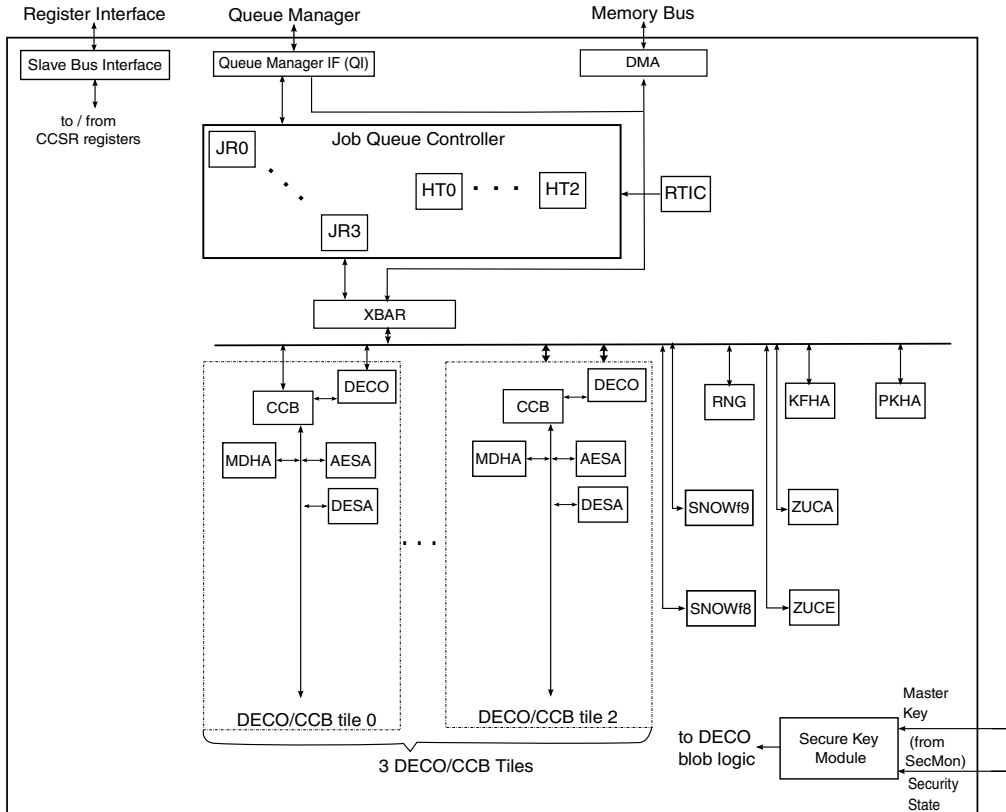 Register Interface
Queue Manager
Memory Bus
Slave Bus Interface
Queue Manager IF (QI)
DMA
to / from
CCSR registers
Job Queue Controller
JR0
HT0
HT2
RTIC
JR3
XBAR
DECO
CCB
MDHA
AESA
DESA
DECO/CCB tile 0
DECO
CCB
MDHA
AESA
DESA
DECO/CCB tile 2
3 DECO/CCB Tiles
RNG
KFHA
PKHA
SNOWf9
ZUCA
SNOWf8
ZUCE
to DECO
blob logic
Secure Key
Module
Master
Key
(from
SecMon)
Security
State